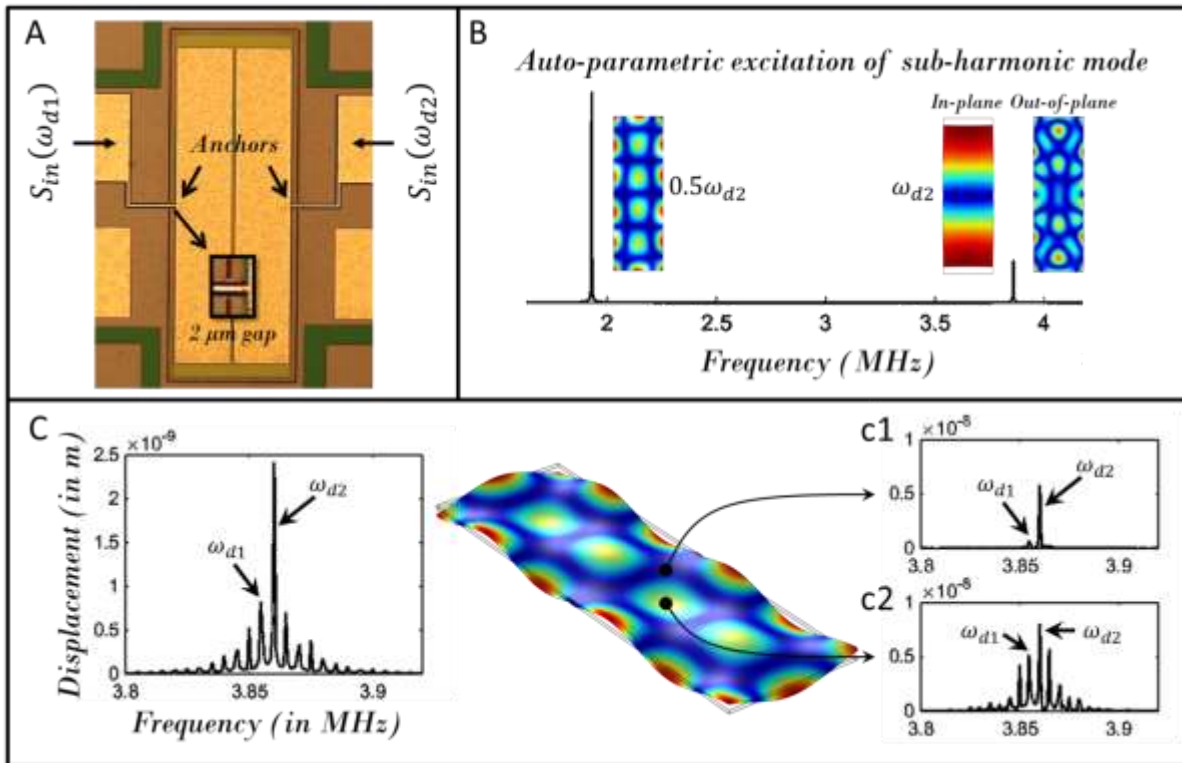 A
S_in(ω_d1)
Anchors
2 μm gap
S_in(ω_d2)
B
Auto-parametric excitation of sub-harmonic mode
In-plane Out-of-plane
0.5ω_d2
ω_d2
2 2.5 3 3.5 4
Frequency (MHz)
C
×10⁻⁹
Displacement (in m)
2.5
2
1.5
1
0.5
0
ω_d2
ω_d1
3.8 3.85 3.9
Frequency (in MHz)
c1
×10⁻⁸
1
0.5
0
ω_d1
ω_d2
3.8 3.85 3.9
c2
×10⁻⁸
1
0.5
0
ω_d1
ω_d2
3.8 3.85 3.9